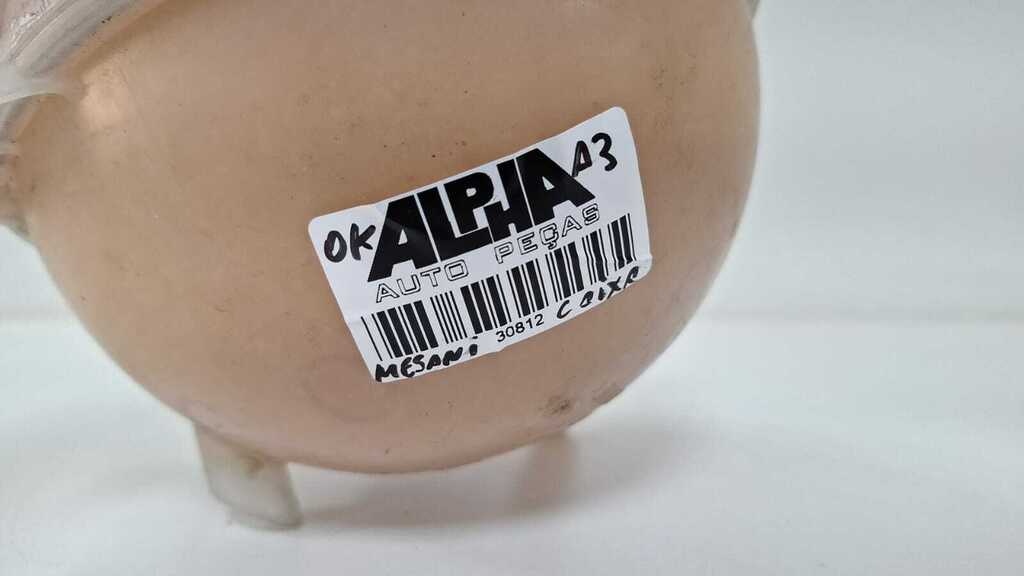 OK ALPHA A3
AUTO PEÇAS
30812
MESANI CAIXA